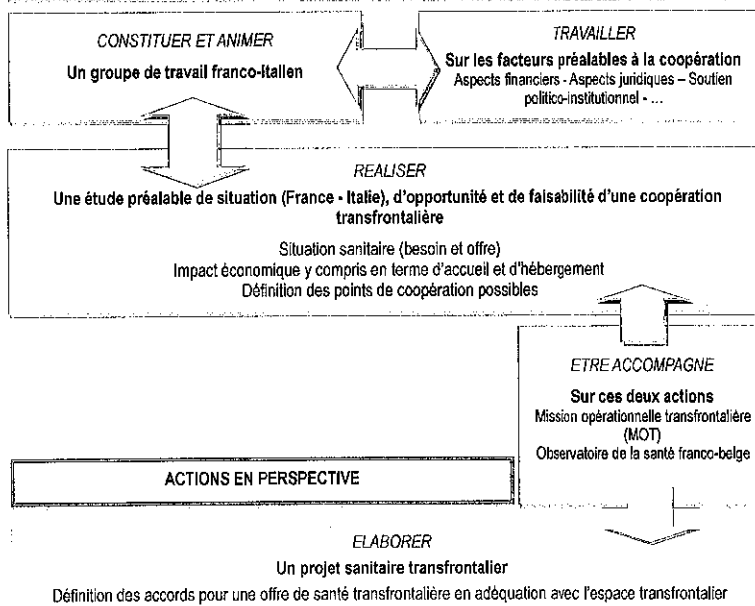 CONSTITUER ET ANIMER
Un groupe de travail franco-italien
TRAVAILLER
Sur les facteurs préalables à la coopération
Aspects financiers - Aspects juridiques – Soutien
politico-institutionnel - ...
REALISER
Une étude préalable de situation (France - Italie), d'opportunité et de faisabilité d'une coopération
transfrontalière
Situation sanitaire (besoin et offre)
Impact économique y compris en terme d'accueil et d'hébergement
Définition des points de coopération possibles
ETRE ACCOMPAGNE
Sur ces deux actions
Mission opérationnelle transfrontalière
(MOT)
Observatoire de la santé franco-belge
ACTIONS EN PERSPECTIVE
ELABORER
Un projet sanitaire transfrontalier
Définition des accords pour une offre de santé transfrontalière en adéquation avec l'espace transfrontalier